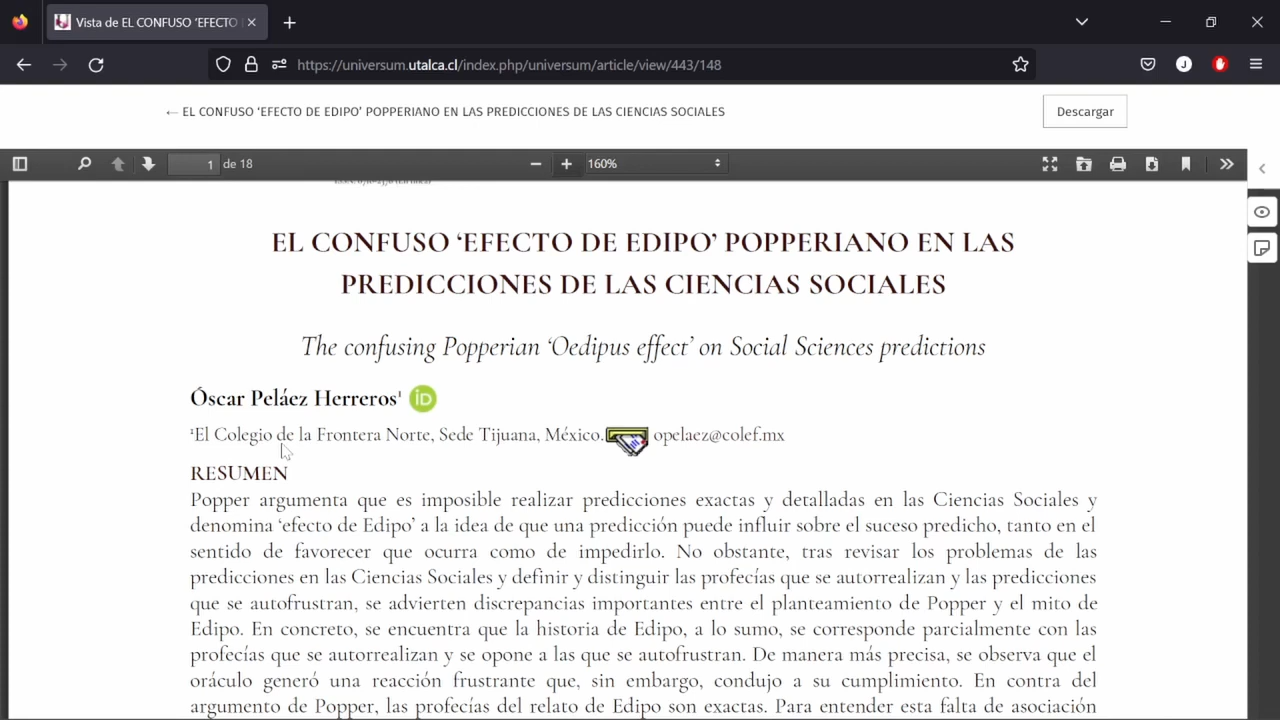 Vista de EL CONFUSO ‘EFECTO
https://universum.utalca.cl/index.php/universum/article/view/443/148
J
← EL CONFUSO ‘EFECTO DE EDIPO’ POPPERIANO EN LAS PREDICCIONES DE LAS CIENCIAS SOCIALES
Descargar
1 de 18
160%
EL CONFUSO ‘EFECTO DE EDIPO’ POPPERIANO EN LAS
PREDICCIONES DE LAS CIENCIAS SOCIALES
The confusing Popperian ‘Oedipus effect’ on Social Sciences predictions
Óscar Peláez Herreros¹ iD
¹El Colegio de la Frontera Norte, Sede Tijuana, México. opelaez@colef.mx
RESUMEN
Popper argumenta que es imposible realizar predicciones exactas y detalladas en las Ciencias Sociales y
denomina ‘efecto de Edipo’ a la idea de que una predicción puede influir sobre el suceso predicho, tanto en el
sentido de favorecer que ocurra como de impedirlo. No obstante, tras revisar los problemas de las
predicciones en las Ciencias Sociales y definir y distinguir las profecías que se autorrealizan y las predicciones
que se autofrustran, se advierten discrepancias importantes entre el planteamiento de Popper y el mito de
Edipo. En concreto, se encuentra que la historia de Edipo, a lo sumo, se corresponde parcialmente con las
profecías que se autorrealizan y se opone a las que se autofrustran. De manera más precisa, se observa que el
oráculo generó una reacción frustrante que, sin embargo, condujo a su cumplimiento. En contra del
argumento de Popper, las profecías del relato de Edipo son exactas. Para entender esta falta de asociación